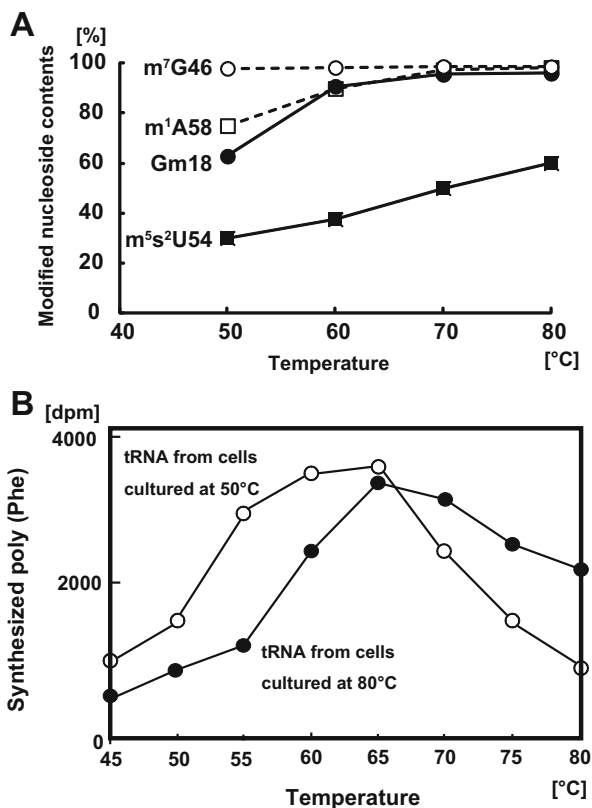 A
[%]
Modified nucleoside contents
100
80
60
40
20
0
m⁷G46
m¹A58
Gm18
m⁵s²U54
40 50 60 70 80
Temperature
[°C]
B
[dpm]
Synthesized poly (Phe)
4000
2000
0
tRNA from cells
cultured at 50°C
tRNA from cells
cultured at 80°C
45 50 55 60 65 70 75 80
Temperature
[°C]